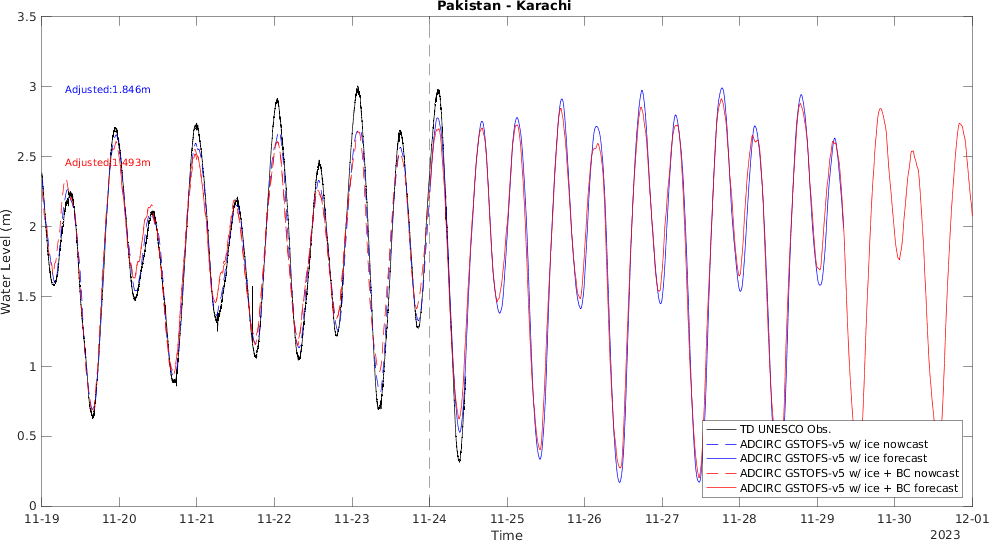 Pakistan - Karachi
3.5
3
2.5
2
1.5
1
0.5
0
Water Level (m)
Adjusted:1.846m
Adjusted:1.493m
TD UNESCO Obs.
ADCIRC GSTOFS-v5 w/ ice nowcast
ADCIRC GSTOFS-v5 w/ ice forecast
ADCIRC GSTOFS-v5 w/ ice + BC nowcast
ADCIRC GSTOFS-v5 w/ ice + BC forecast
11-19 11-20 11-21 11-22 11-23 11-24 11-25 11-26 11-27 11-28 11-29 11-30 12-01
Time
2023